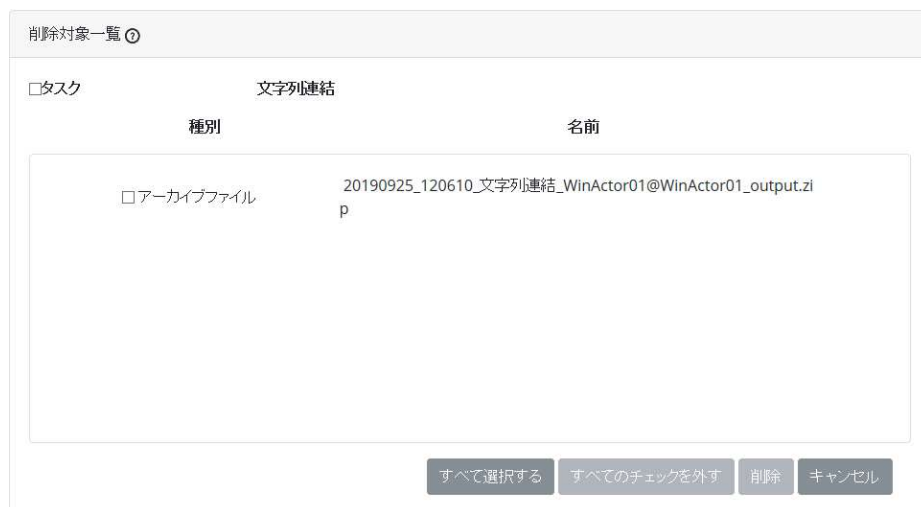 削除対象一覧
タスク 文字列連結
種別 名前
アーカイブファイル 20190925_120610_文字列連結_WinActor01@WinActor01_output.zi
p
すべて選択する すべてのチェックを外す 削除 キャンセル